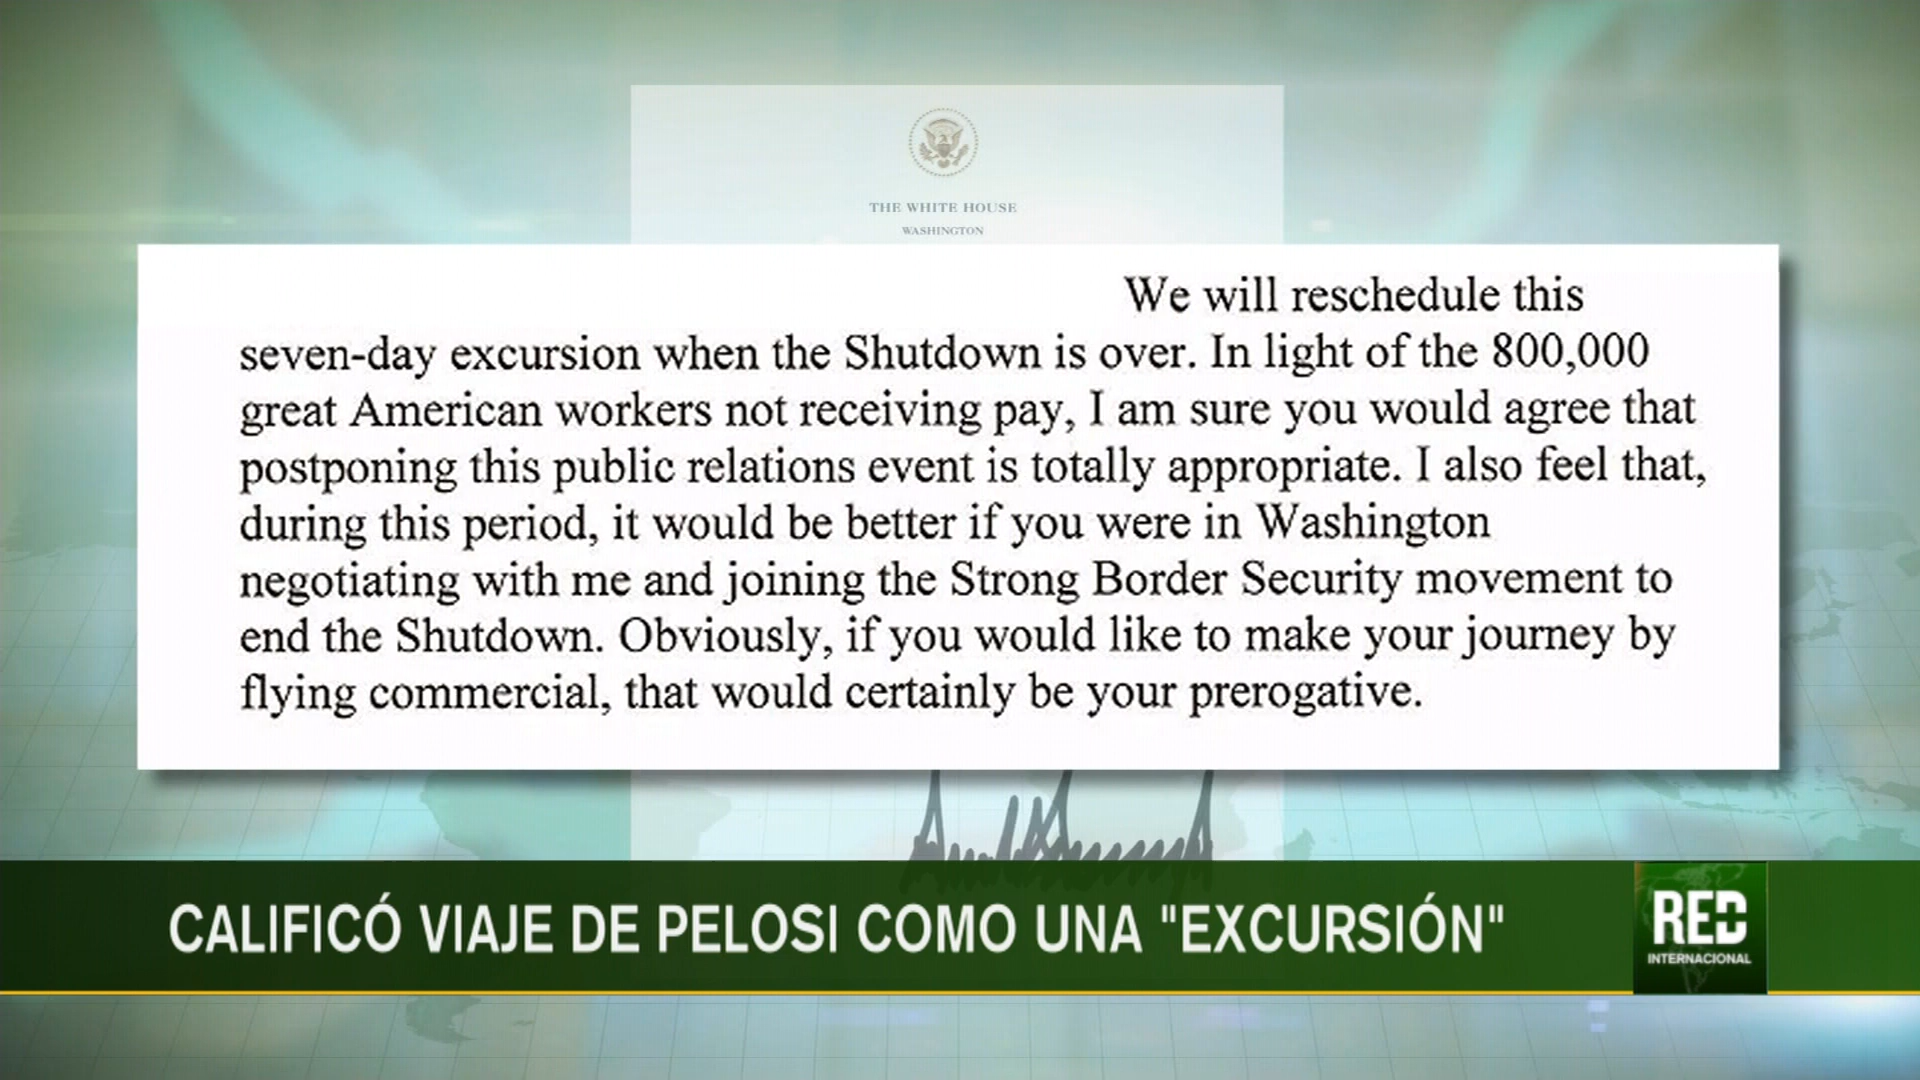 THE WHITE HOUSE
WASHINGTON
We will reschedule this
seven-day excursion when the Shutdown is over. In light of the 800,000
great American workers not receiving pay, I am sure you would agree that
postponing this public relations event is totally appropriate. I also feel that,
during this period, it would be better if you were in Washington
negotiating with me and joining the Strong Border Security movement to
end the Shutdown. Obviously, if you would like to make your journey by
flying commercial, that would certainly be your prerogative.
CALIFICÓ VIAJE DE PELOSI COMO UNA "EXCURSIÓN"
RED
INTERNACIONAL